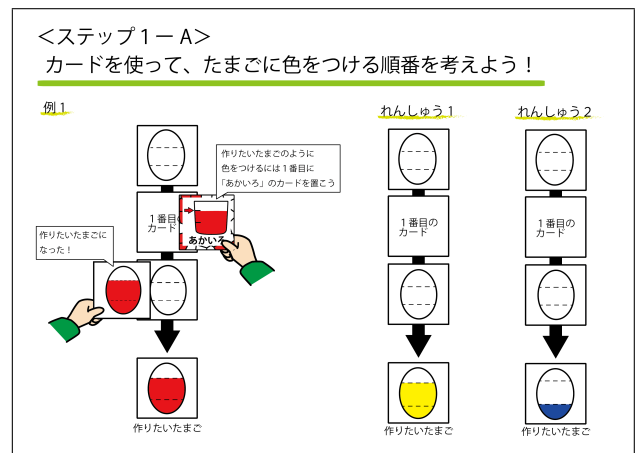 ＜ステップ１ー A＞
カードを使って、たまごに色をつける順番を考えよう！
例１
れんしゅう１
れんしゅう２
作りたいたまごのように
色をつけるには１番目に
「あかいろ」のカードを置こう
１番目の
カード
あかいろ
１番目の
カード
１番目の
カード
作りたいたまごに
なった！
作りたいたまご
作りたいたまご
作りたいたまご